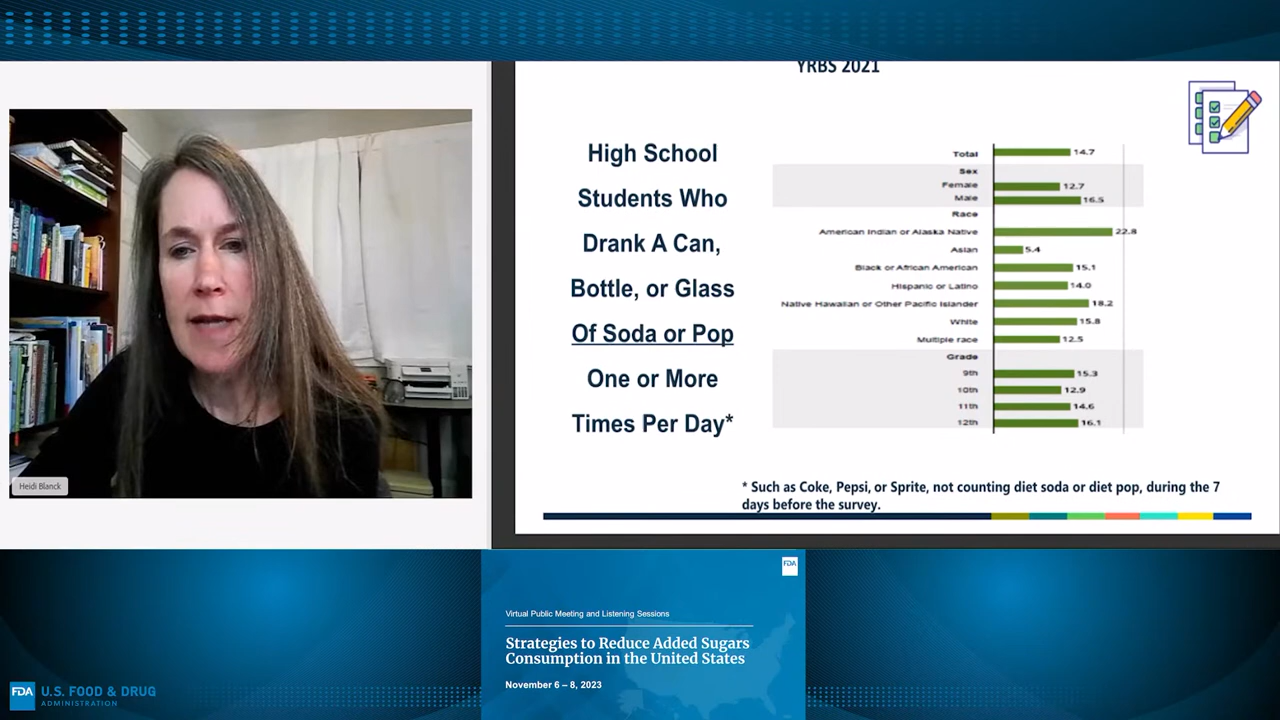 YRBS 2021
High School
Students Who
Drank A Can,
Bottle, or Glass
Of Soda or Pop
One or More
Times Per Day*
Total 14.7
Sex
Female 12.7
Male 16.5
Race
American Indian or Alaska Native 22.8
Asian 5.4
Black or African American 15.1
Hispanic or Latino 14.0
Native Hawaiian or Other Pacific Islander 18.2
White 15.8
Multiple race 12.5
Grade
9th 15.3
10th 12.9
11th 14.6
12th 16.1
* Such as Coke, Pepsi, or Sprite, not counting diet soda or diet pop, during the 7
days before the survey.
Heidi Blanck
FDA
Virtual Public Meeting and Listening Sessions
Strategies to Reduce Added Sugars
Consumption in the United States
November 6 – 8, 2023
FDA U.S. FOOD & DRUG
ADMINISTRATION